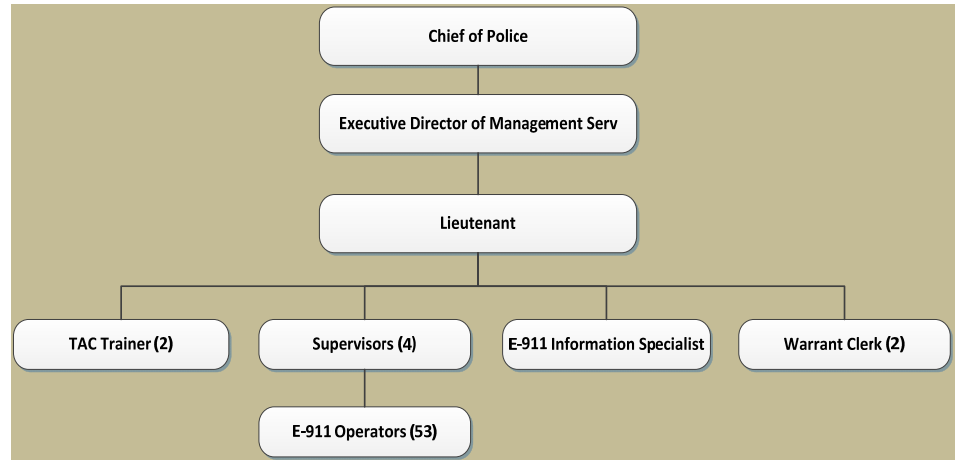 Chief of Police
Executive Director of Management Serv
Lieutenant
TAC Trainer (2)
Supervisors (4)
E-911 Information Specialist
Warrant Clerk (2)
E-911 Operators (53)